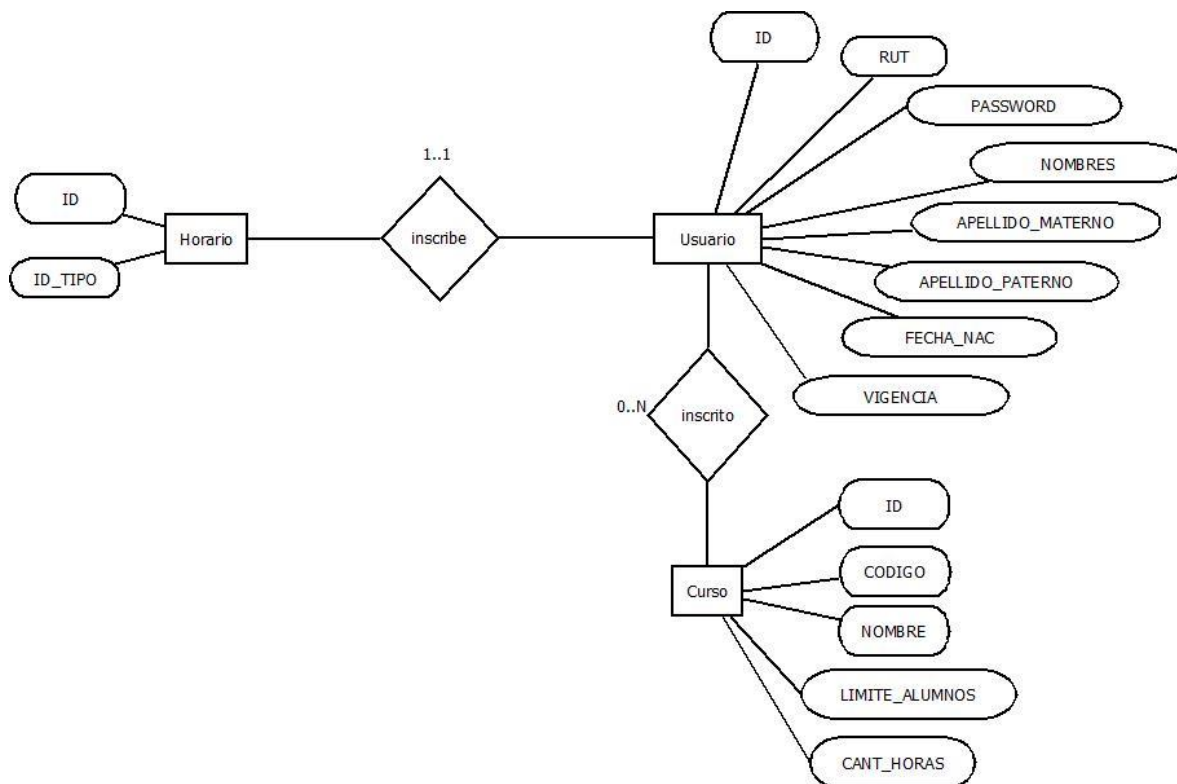 ID
RUT
PASSWORD
1..1
NOMBRES
ID
APELLIDO_MATERNO
Horario
inscribe
Usuario
ID_TIPO
APELLIDO_PATERNO
FECHA_NAC
VIGENCIA
0..N
inscrito
ID
CODIGO
Curso
NOMBRE
LIMITE_ALUMNOS
CANT_HORAS